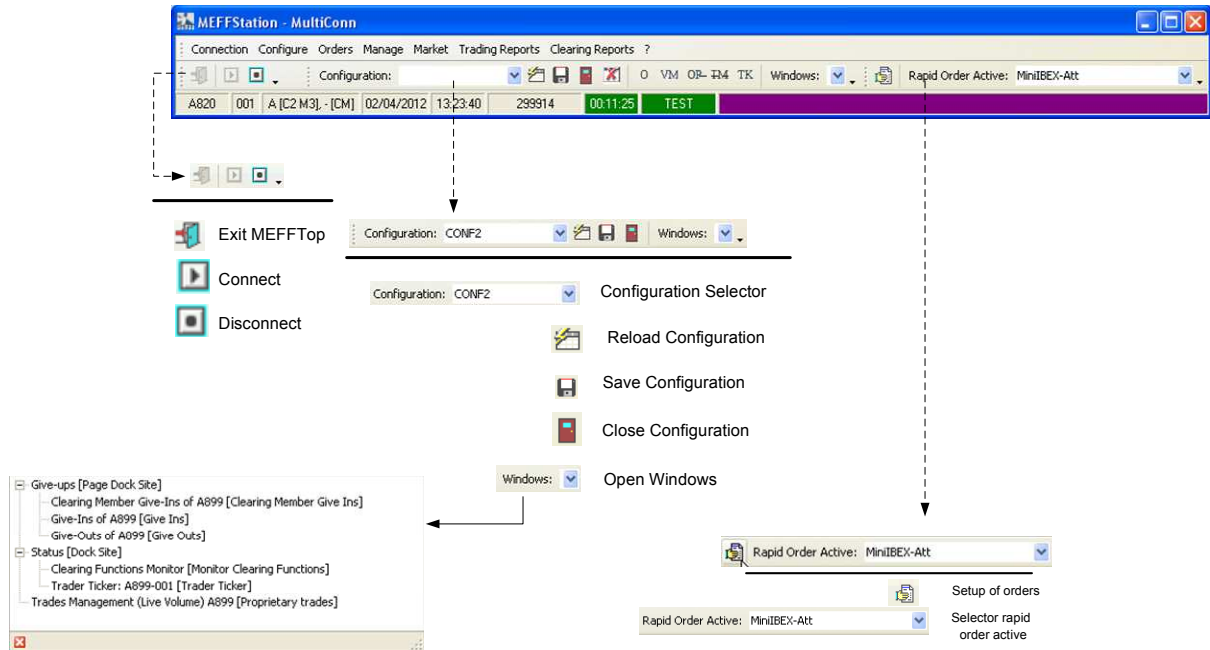 MEFFStation - MultiConn
Connection Configure Orders Manage Market Trading Reports Clearing Reports ?
Configuration: O VM OP TM TK Windows: Rapid Order Active: MiniIBEX-Att
A820 001 A [C2 M3], - [CM] 02/04/2012 13:23:40 299914 00:11:25 TEST
Exit MEFFTop
Connect
Disconnect
Configuration: CONF2 Windows:
Configuration: CONF2 Configuration Selector
Reload Configuration
Save Configuration
Close Configuration
Windows: Open Windows
Give-ups [Page Dock Site]
Clearing Member Give-Ins of A899 [Clearing Member Give Ins]
Give-Ins of A899 [Give Ins]
Give-Outs of A099 [Give Outs]
Status [Dock Site]
Clearing Functions Monitor [Monitor Clearing Functions]
Trader Ticker: A899-001 [Trader Ticker]
Trades Management (Live Volume) A899 [Proprietary trades]
Rapid Order Active: MiniIBEX-Att
Setup of orders
Rapid Order Active: MiniIBEX-Att
Selector rapid
order active